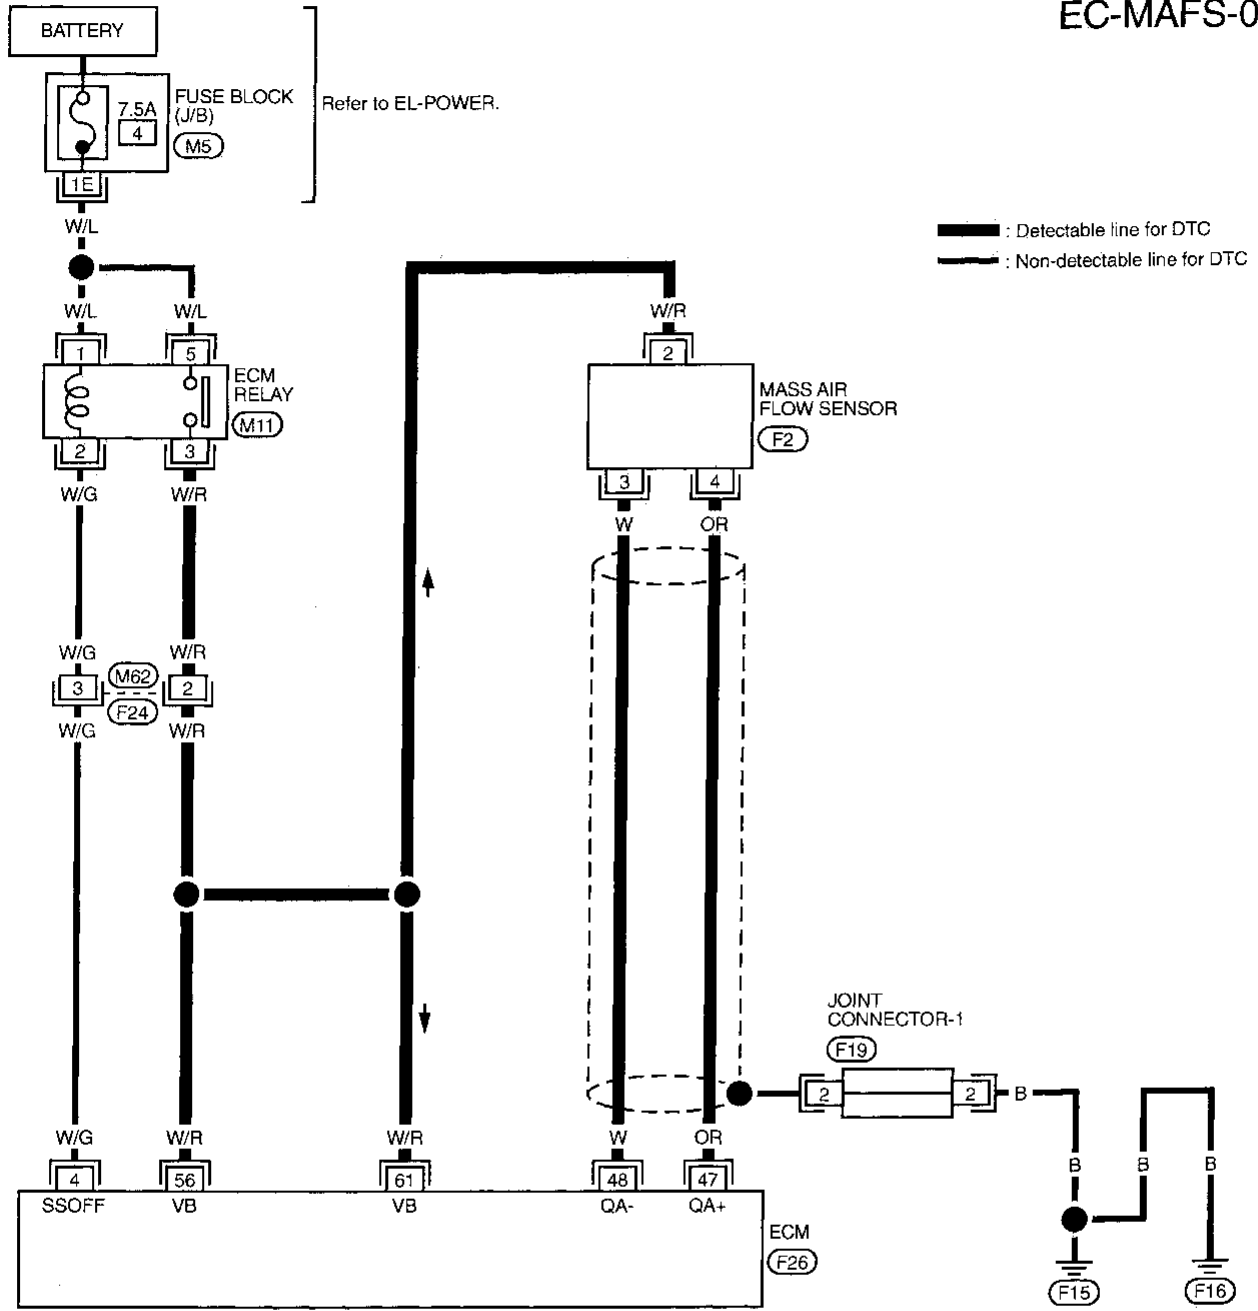 EC-MAFS-0
BATTERY
7.5A
4
FUSE BLOCK
(J/B)
M5
Refer to EL-POWER.
1E
W/L
: Detectable line for DTC
: Non-detectable line for DTC
W/L
W/L
W/R
1
5
2
ECM
RELAY
M11
MASS AIR
FLOW SENSOR
F2
2
3
3
4
W/G
W/R
W
OR
W/G
W/R
3
M62
F24
2
W/G
W/R
JOINT
CONNECTOR-1
F19
2
2
B
W/G
W/R
W/R
W
OR
B
B
B
4
56
61
48
47
SSOFF
VB
VB
QA-
QA+
ECM
F26
F15
F16